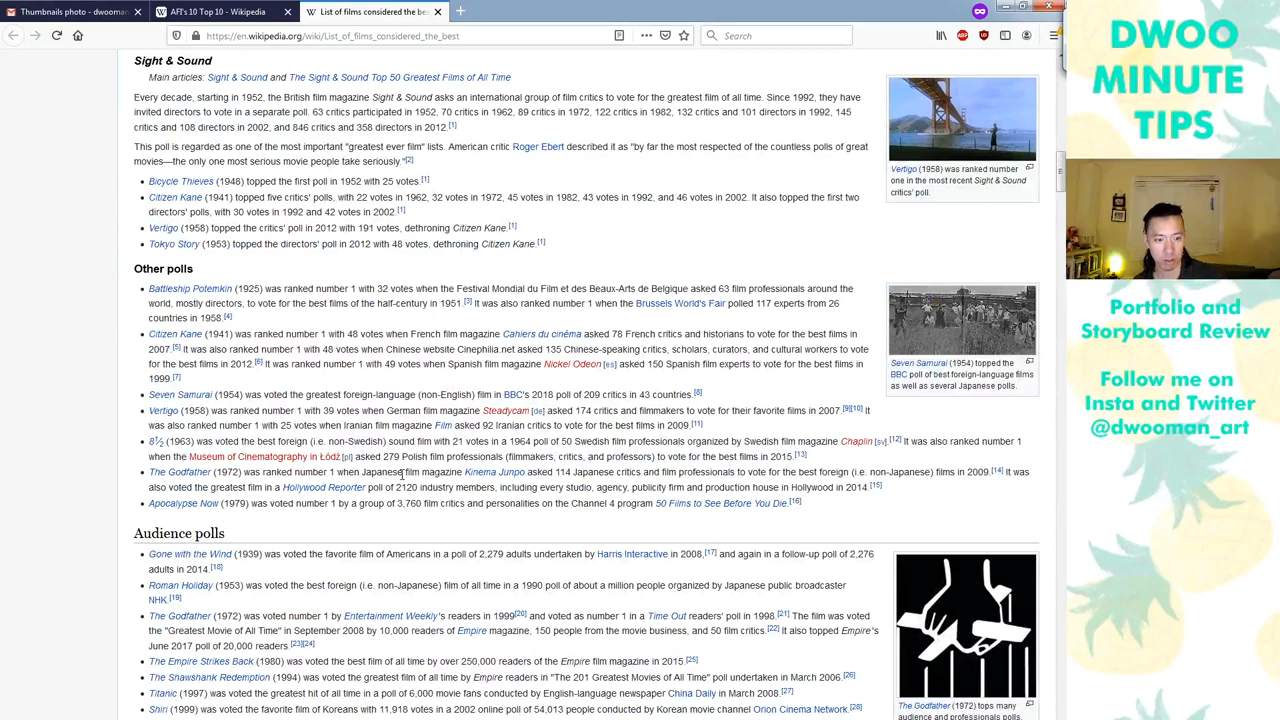 Thumbnails photo - dwooman
AFI's 10 Top 10 - Wikipedia
List of films considered the be
https://en.wikipedia.org/wiki/List_of_films_considered_the_best
Search
Sight & Sound
Main articles: Sight & Sound and The Sight & Sound Top 50 Greatest Films of All Time
Every decade, starting in 1952, the British film magazine Sight & Sound asks an international group of film critics to vote for the greatest film of all time. Since 1992, they have
invited directors to vote in a separate poll. 63 critics participated in 1952, 70 critics in 1962, 89 critics in 1972, 122 critics in 1982, 132 critics and 101 directors in 1992, 145
critics and 108 directors in 2002, and 846 critics and 358 directors in 2012.[1]
This poll is regarded as one of the most important "greatest ever film" lists. American critic Roger Ebert described it as "by far the most respected of the countless polls of great
movies—the only one most serious movie people take seriously."[2]
• Bicycle Thieves (1948) topped the first poll in 1952 with 25 votes.[1]
• Citizen Kane (1941) topped five critics' polls, with 22 votes in 1962, 32 votes in 1972, 45 votes in 1982, 43 votes in 1992, and 46 votes in 2002. It also topped the first two
directors' polls, with 30 votes in 1992 and 42 votes in 2002.[1]
• Vertigo (1958) topped the critics' poll in 2012 with 191 votes, dethroning Citizen Kane.[1]
• Tokyo Story (1953) topped the directors' poll in 2012 with 48 votes, dethroning Citizen Kane.[1]
Vertigo (1958) was ranked number
one in the most recent Sight & Sound
critics' poll.
Other polls
• Battleship Potemkin (1925) was ranked number 1 with 32 votes when the Festival Mondial du Film et des Beaux-Arts de Belgique asked 63 film professionals around the
world, mostly directors, to vote for the best films of the half-century in 1951.[3] It was also ranked number 1 when the Brussels World's Fair polled 117 experts from 26
countries in 1958.[4]
• Citizen Kane (1941) was ranked number 1 with 48 votes when French film magazine Cahiers du cinéma asked 78 French critics and historians to vote for the best films in
2007.[5] It was also ranked number 1 with 48 votes when Chinese website Cinephilia.net asked 135 Chinese-speaking critics, scholars, curators, and cultural workers to vote
for the best films in 2012.[6] It was ranked number 1 with 49 votes when Spanish film magazine Nickel Odeon [es] asked 150 Spanish film experts to vote for the best films in
1999.[7]
• Seven Samurai (1954) was voted the greatest foreign-language (non-English) film in BBC's 2018 poll of 209 critics in 43 countries [8]
• Vertigo (1958) was ranked number 1 with 39 votes when German film magazine Steadycam [de] asked 174 critics and filmmakers to vote for their favorite films in 2007.[9][10] It
was ranked number 1 with 25 votes when Iranian film magazine Film asked 92 Iranian critics to vote in 2009.[11]
• 8½ (1963) was voted the best foreign (i.e. non-Swedish) sound film with 21 votes in a 1964 poll of 50 Swedish film professionals organized by Swedish film magazine Chaplin [sv].[12] It was also ranked number 1
when the Museum of Cinematography in Łódź [pl] asked 279 Polish film professionals (filmmakers, critics, and professors) to vote for the best films in 2015.[13]
• The Godfather (1972) was ranked number 1 when Japanese film magazine Kinema Junpo asked 114 Japanese critics and film professionals to vote for the best foreign (i.e. non-Japanese) films in 2009.[14] It was
also voted the greatest film in a Hollywood Reporter poll of 2120 industry members, including every studio, agency, publicity firm and production house in Hollywood in 2014.[15]
• Apocalypse Now (1979) was voted number 1 by a group of 3,760 film critics and personalities on the Channel 4 program 50 Films to See Before You Die.[16]
Seven Samurai (1954) topped the
BBC poll of best foreign-language films
as well as several Japanese polls.
Audience polls
• Gone with the Wind (1939) was voted the favorite film of Americans in a poll of 2,279 adults undertaken by Harris Interactive in 2008,[17] and again in a follow-up poll of 2,276
adults in 2014.[18]
• Roman Holiday (1953) was voted the best foreign (i.e. non-Japanese) film of all time in a 1990 poll of about a million people organized by Japanese public broadcaster
NHK.[19]
• The Godfather (1972) was voted number 1 by Entertainment Weekly's readers in 1999[20] and voted as number 1 in a Time Out readers' poll in 1998.[21] The film was voted
the "Greatest Movie of All Time" in September 2008 by 10,000 readers of Empire magazine, 150 people from the movie business, and 50 film critics.[22] It also topped Empire's
June 2017 poll of 20,000 readers.[23][24]
• The Empire Strikes Back (1980) was voted the best film of all time by over 250,000 readers of the Empire film magazine in 2015.[25]
• The Shawshank Redemption (1994) was voted the greatest film of all time by Empire readers in "The 201 Greatest Movies of All Time" poll undertaken in March 2006.[26]
• Titanic (1997) was voted the greatest hit of all time in a poll of 6,000 movie fans conducted by English-language newspaper China Daily in March 2008.[27]
• Shiri (1999) was voted the favorite film of Koreans with 11,918 votes in a 2002 online poll of 54,013 people conducted by Korean movie channel Orion Cinema Network.[28]
The Godfather (1972) tops many
audience and professionals polls.
DWOO
MINUTE
TIPS
Portfolio and
Storyboard Review
Follow me on
Insta and Twitter
@dwooman_art